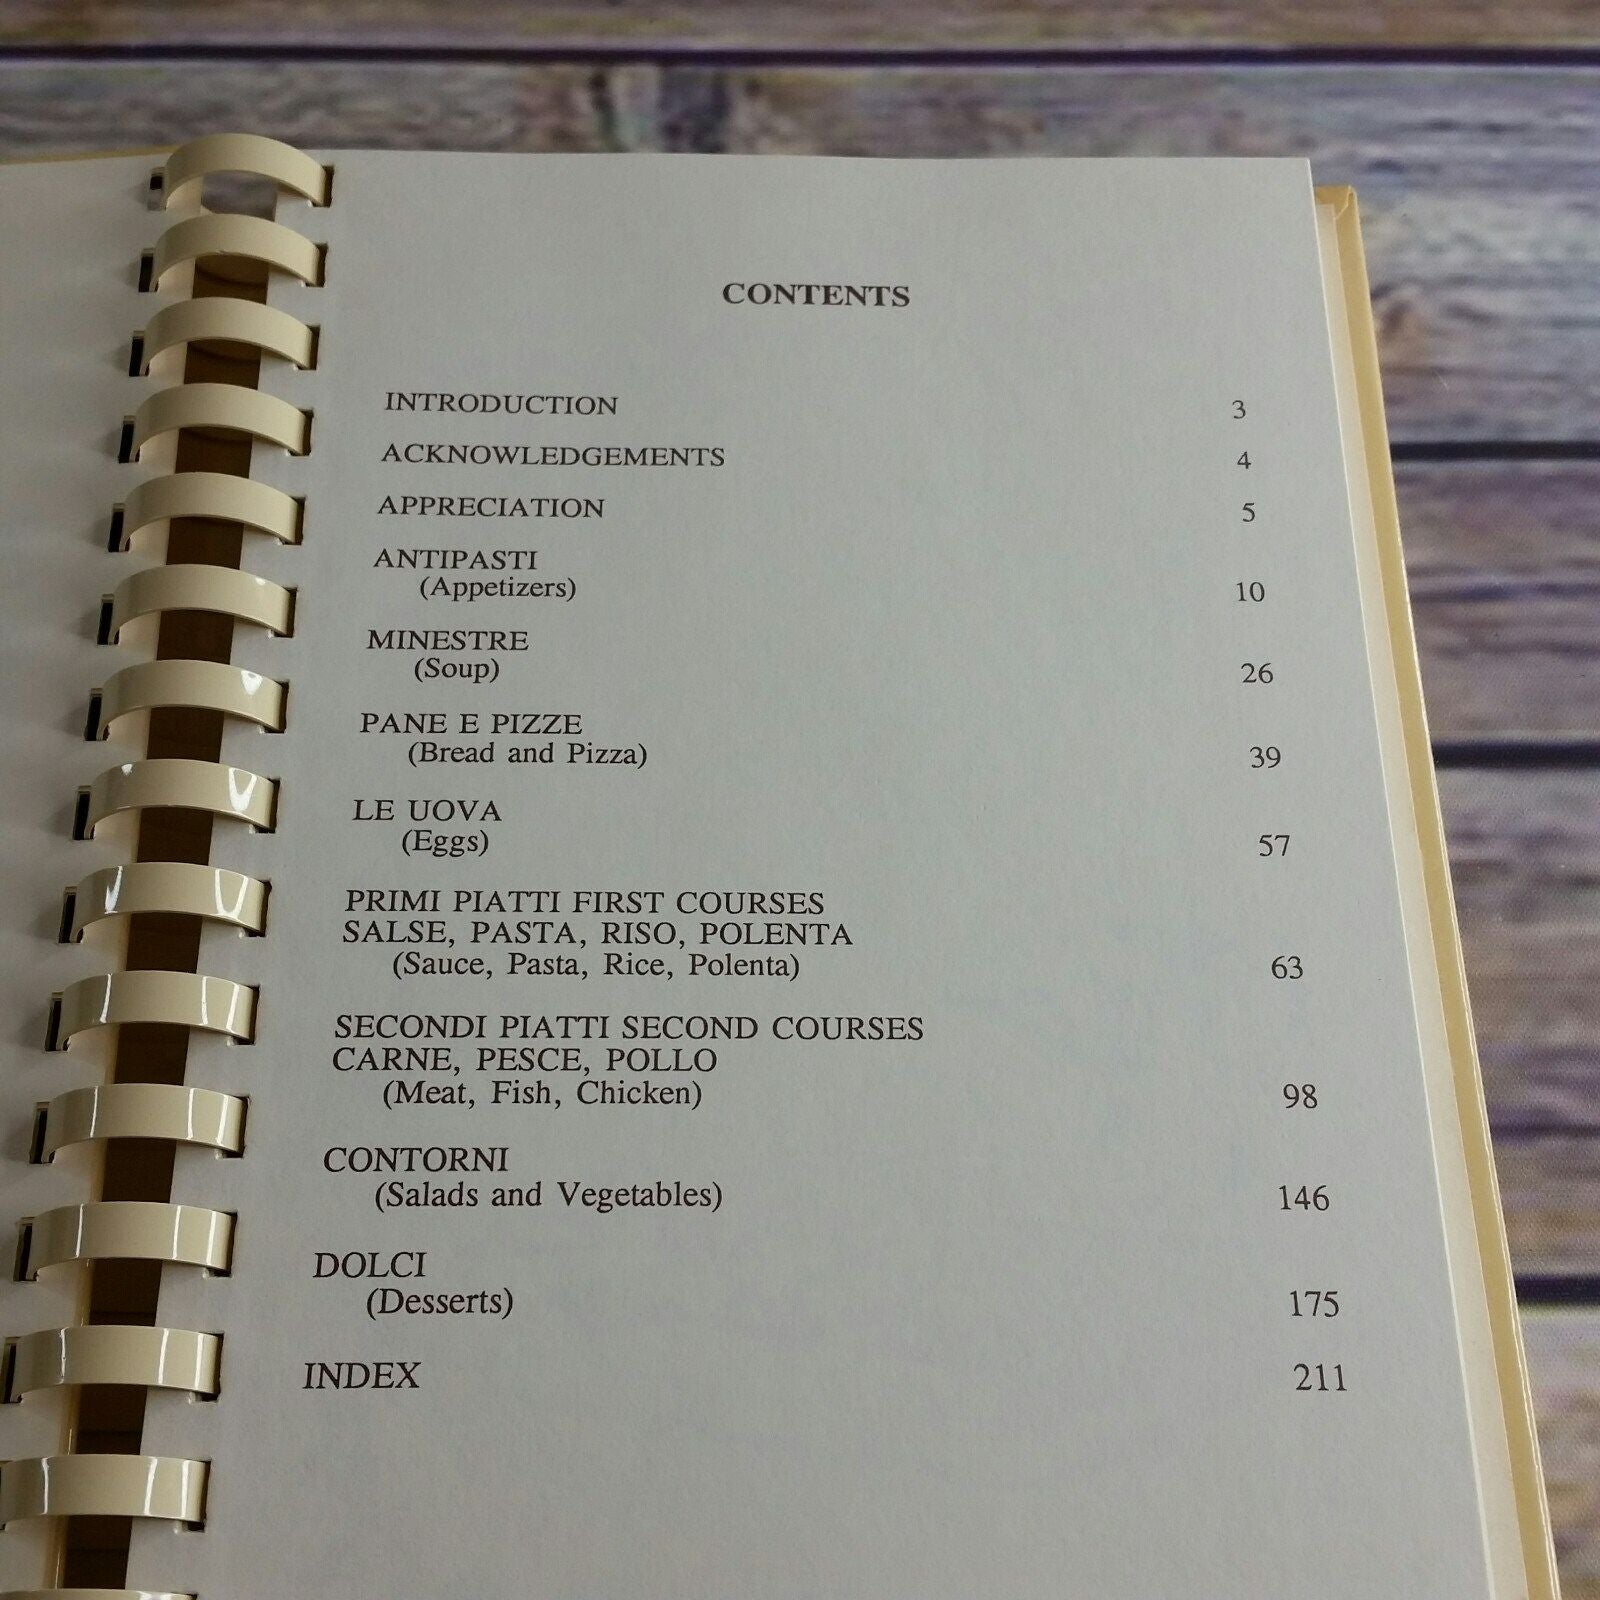 CONTENTS
INTRODUCTION 3
ACKNOWLEDGEMENTS 4
APPRECIATION 5
ANTIPASTI
(Appetizers) 10
MINESTRE
(Soup) 26
PANE E PIZZE
(Bread and Pizza) 39
LE UOVA
(Eggs) 57
PRIMI PIATTI FIRST COURSES
SALSE, PASTA, RISO, POLENTA
(Sauce, Pasta, Rice, Polenta) 63
SECONDI PIATTI SECOND COURSES
CARNE, PESCE, POLLO
(Meat, Fish, Chicken) 98
CONTORNI
(Salads and Vegetables) 146
DOLCI
(Desserts) 175
INDEX 211